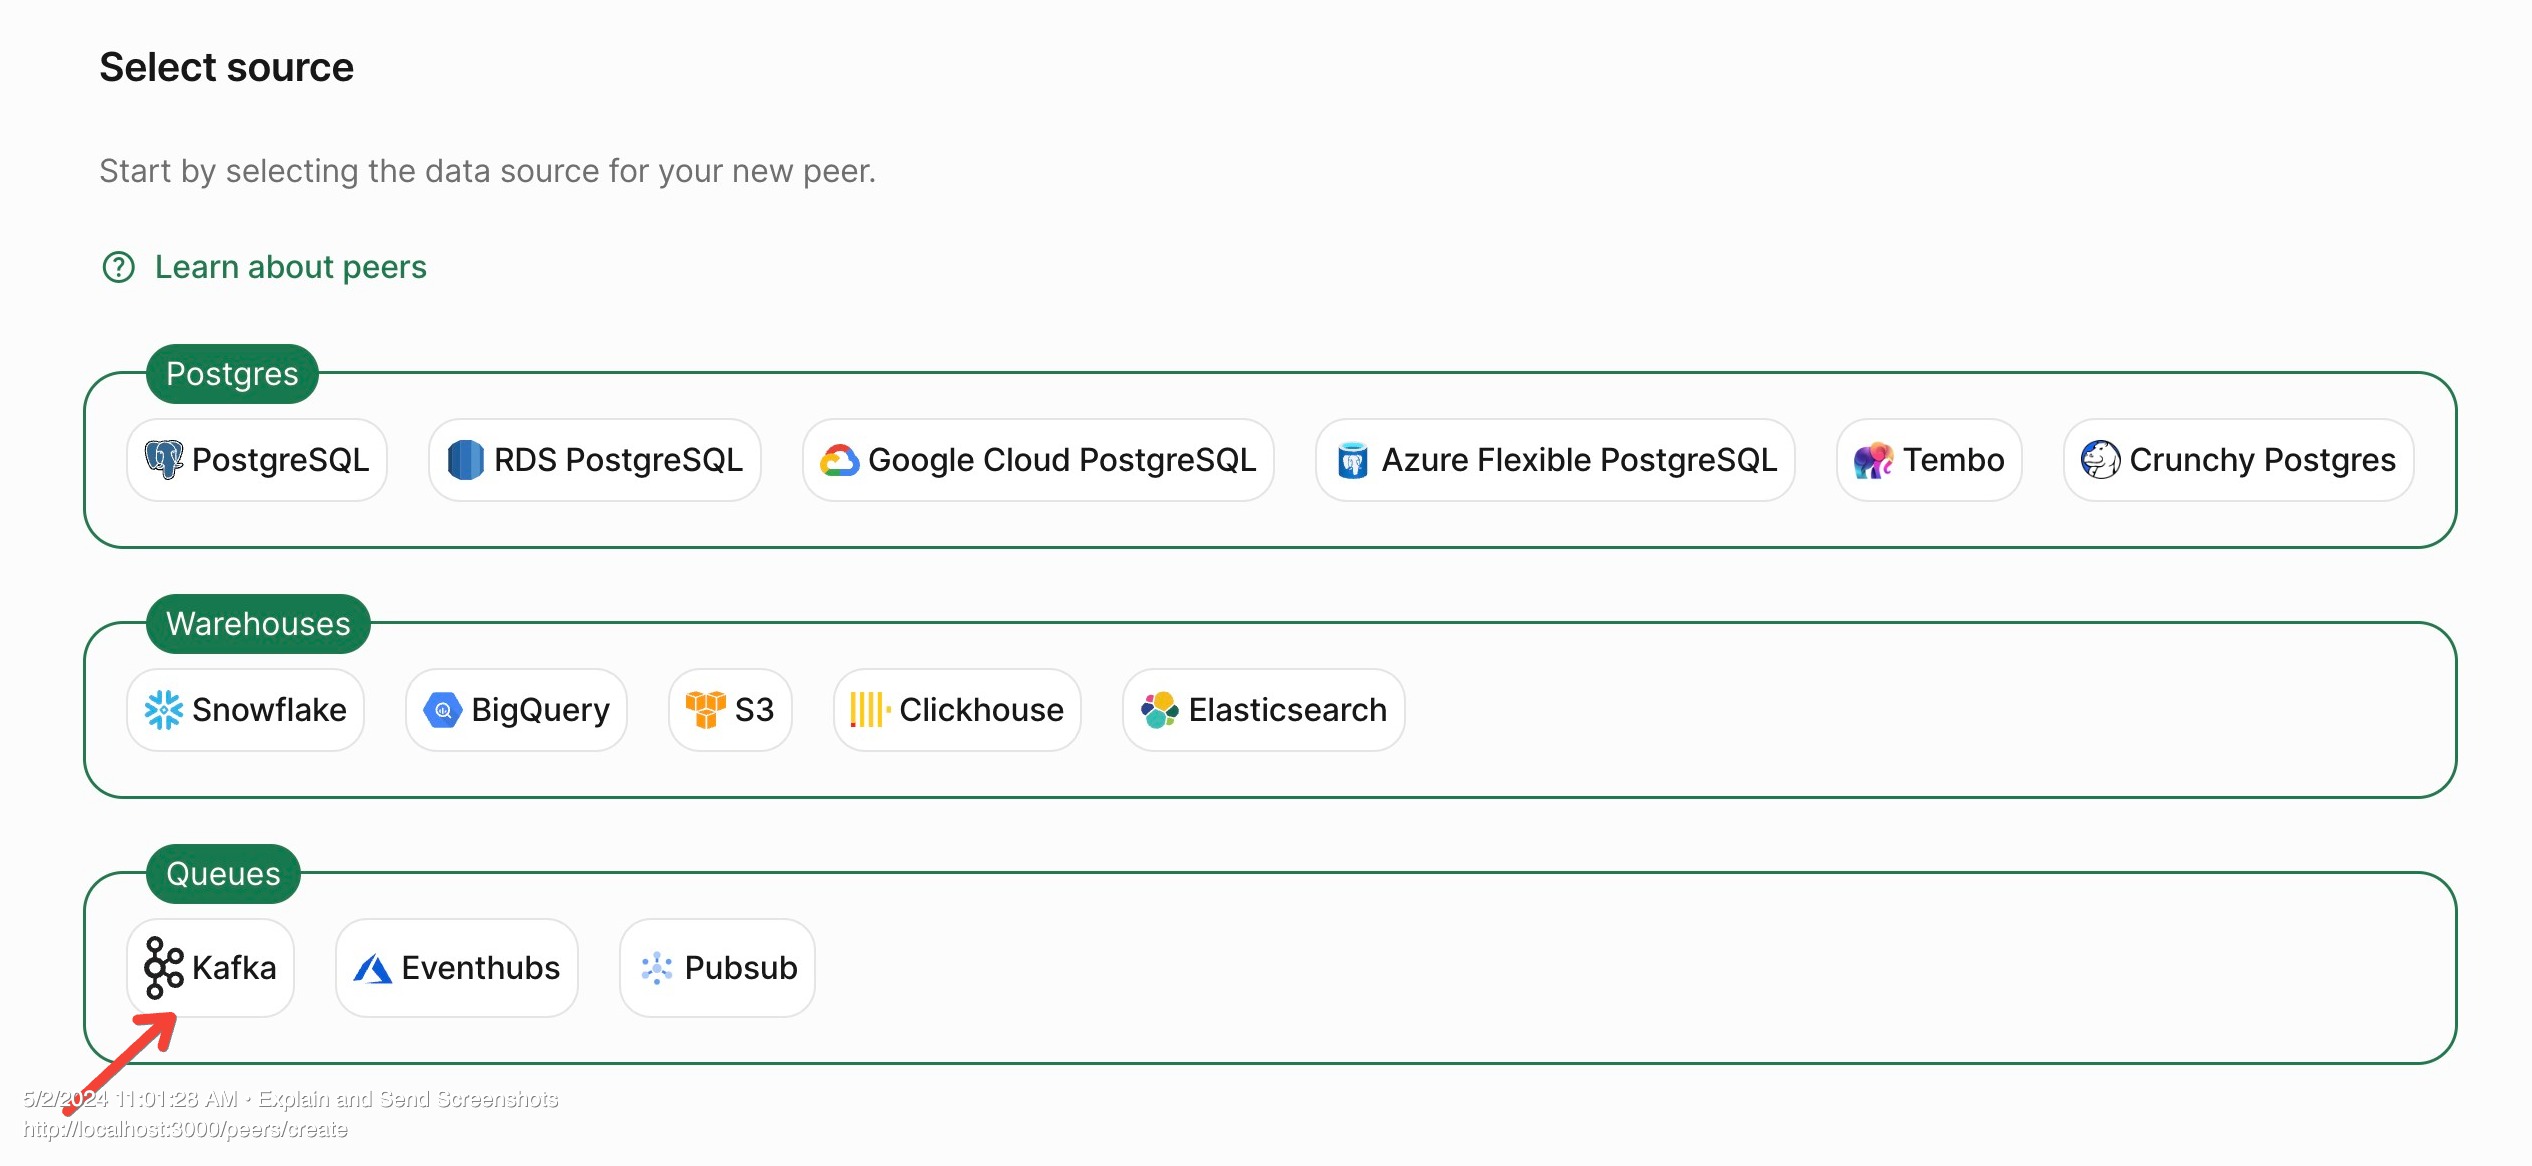 Select source
Start by selecting the data source for your new peer.
Learn about peers
Postgres
PostgreSQL RDS PostgreSQL Google Cloud PostgreSQL Azure Flexible PostgreSQL Tembo Crunchy Postgres
Warehouses
Snowflake BigQuery S3 Clickhouse Elasticsearch
Queues
Kafka Eventhubs Pubsub
5/2/2024 11:01:28 AM • Explain and Send Screenshots
http://localhost:3000/peers/create